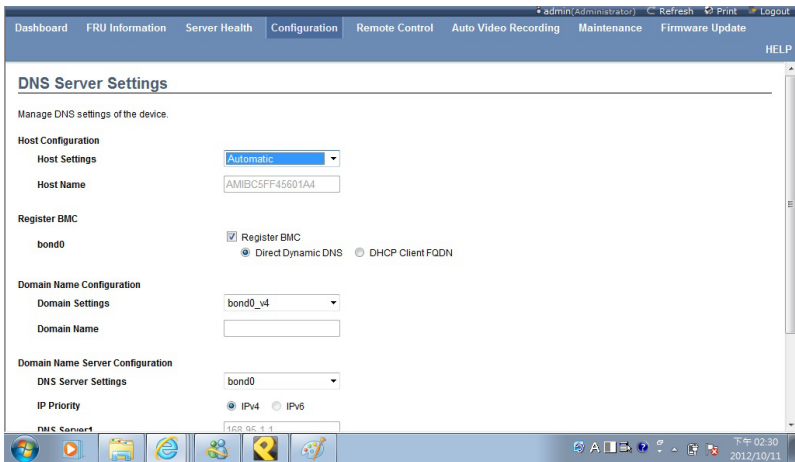 admin(Administrator) Refresh Print Logout
Dashboard FRU Information Server Health Configuration Remote Control Auto Video Recording Maintenance Firmware Update
HELP
DNS Server Settings
Manage DNS settings of the device.
Host Configuration
Host Settings Automatic
Host Name AMIBC5FF45601A4
Register BMC
Register BMC
bond0
Direct Dynamic DNS DHCP Client FQDN
Domain Name Configuration
Domain Settings bond0_v4
Domain Name
Domain Name Server Configuration
DNS Server Settings bond0
IP Priority IPv4 IPv6
DNS Server1 168.95.1.1
下午 02:30
2012/10/11